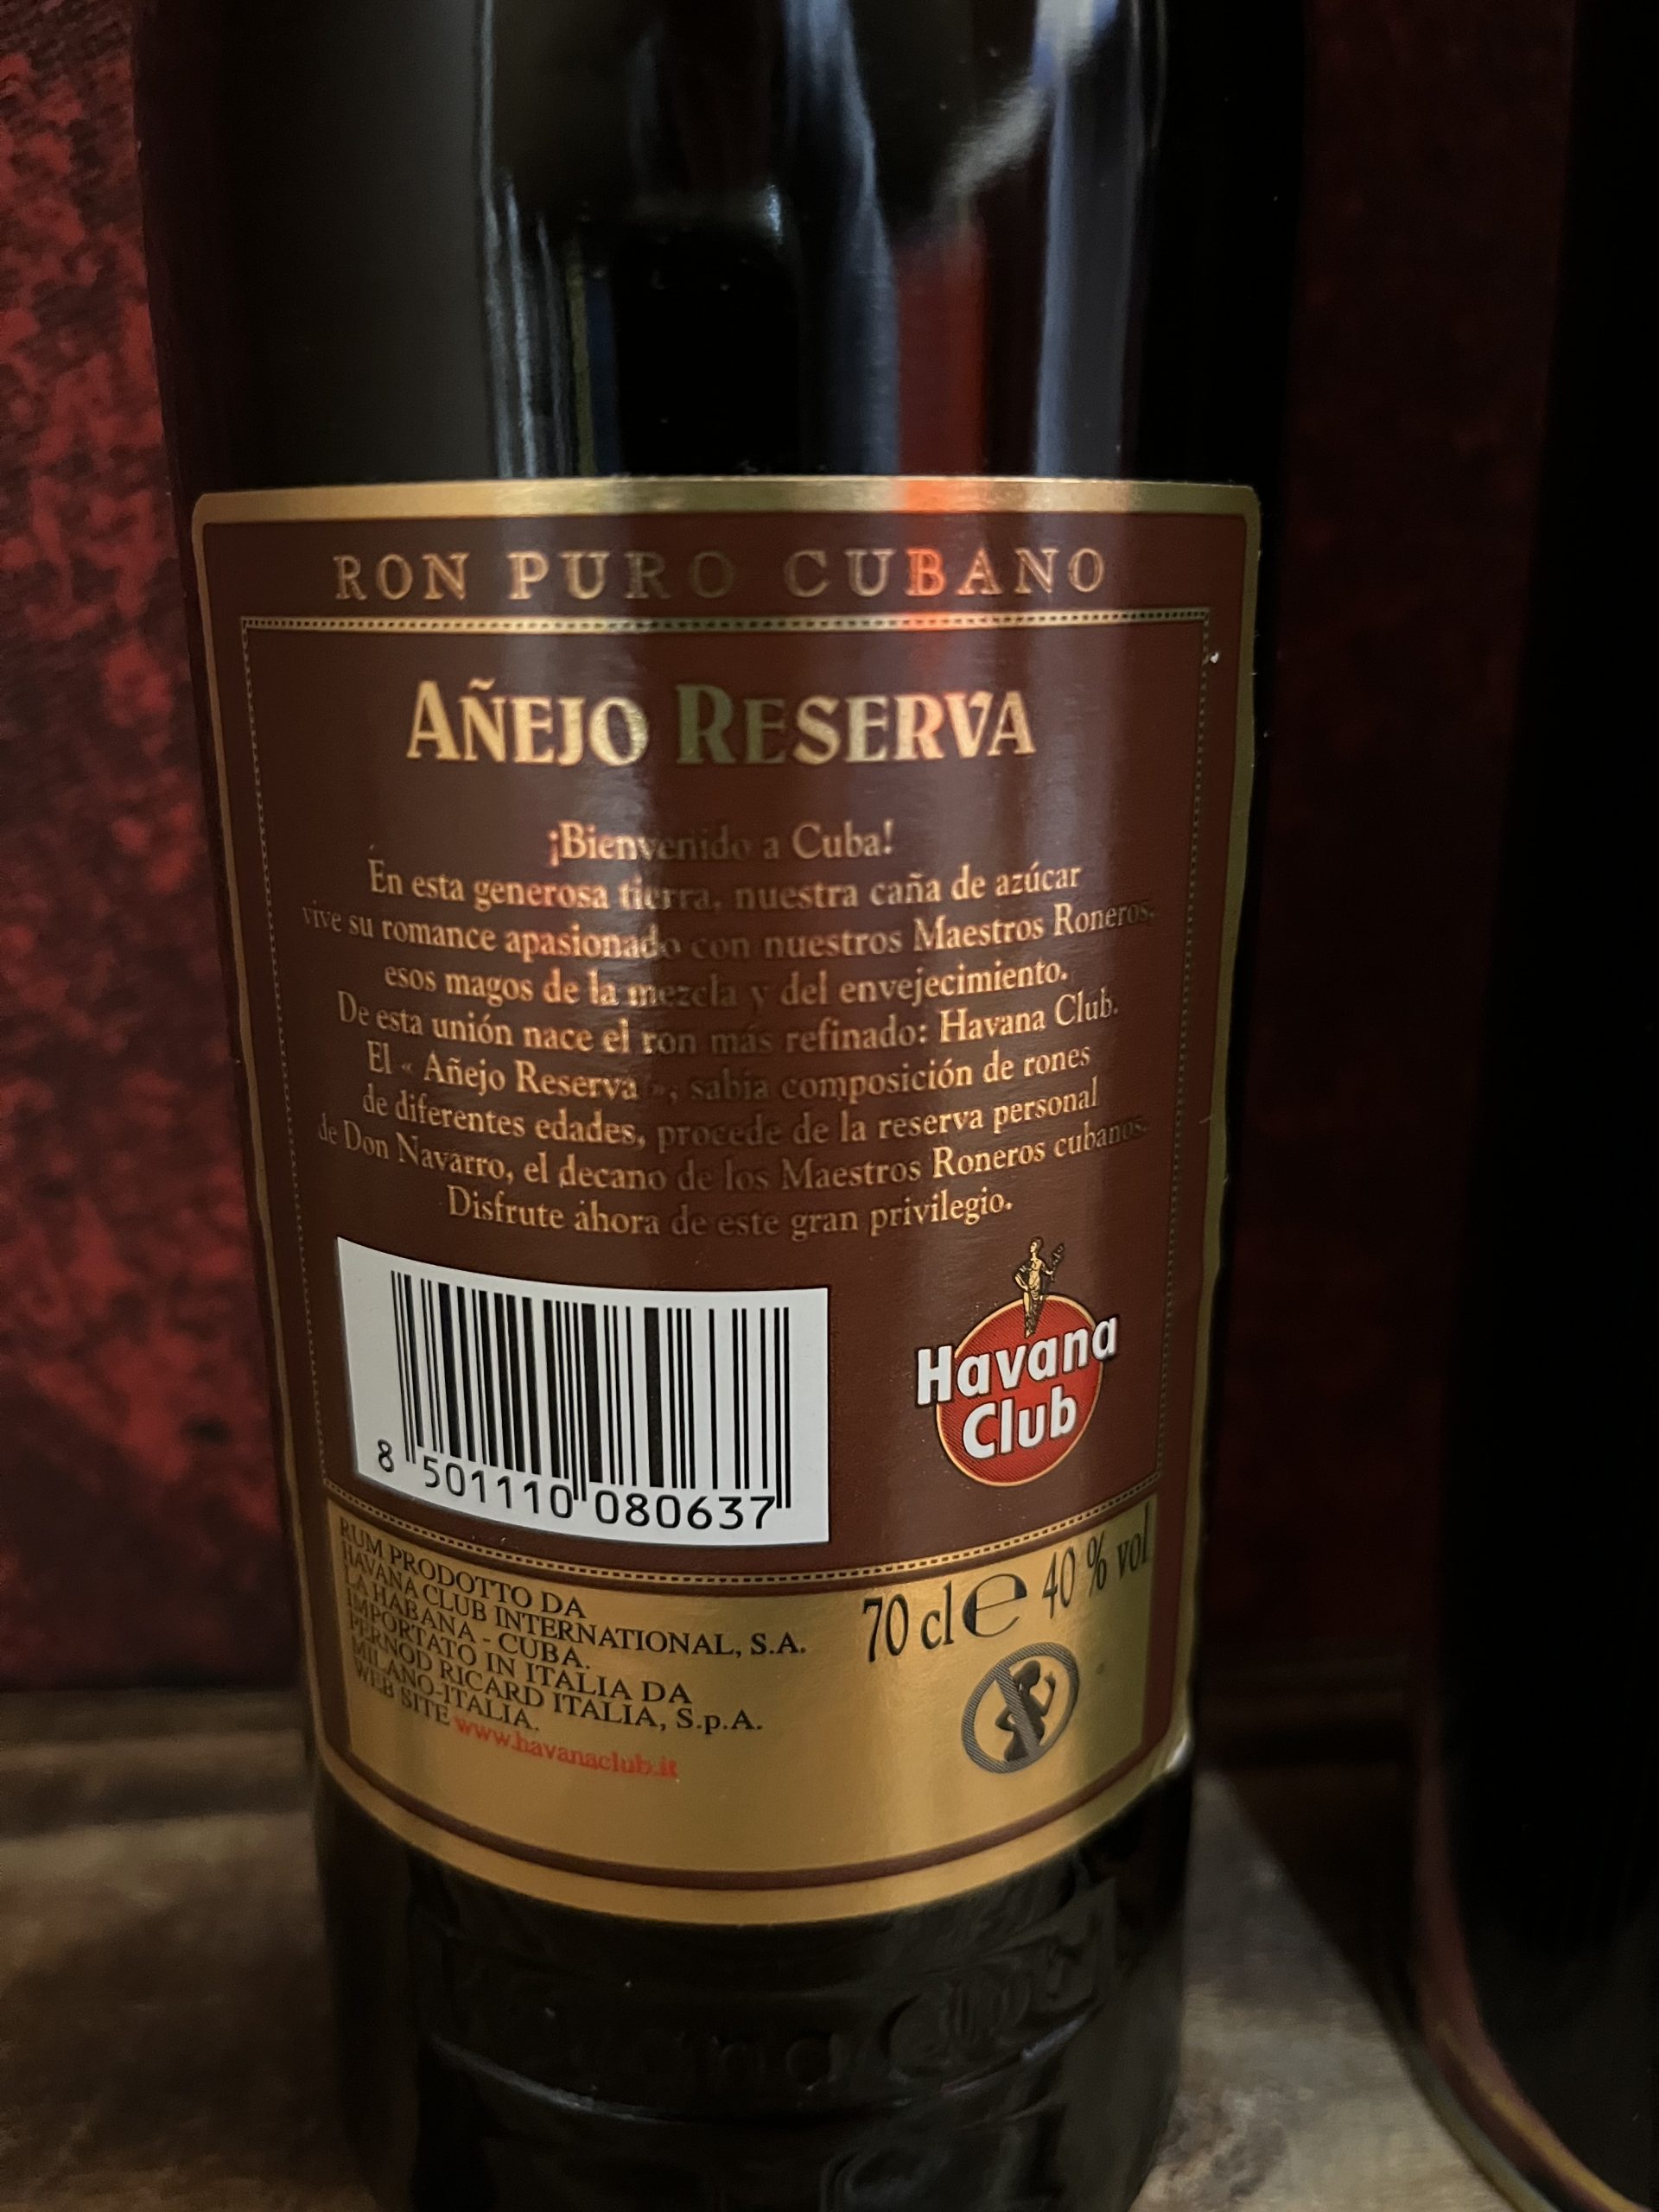 RON PURO CUBANO
AÑEJO RESERVA
¡Bienvenido a Cuba!
En esta generosa tierra, nuestra caña de azúcar
vive su romance apasionado con nuestros Maestros Roneros,
esos magos de la mezcla y del envejecimiento.
De esta unión nace el ron más refinado: Havana Club.
El « Añejo Reserva », sabia composición de rones
de diferentes edades, procede de la reserva personal
de Don Navarro, el decano de los Maestros Roneros cubanos.
Disfrute ahora de este gran privilegio.
Havana
Club
8 501110 080637
RUM PRODOTTO DA
HAVANA CLUB INTERNATIONAL, S.A.
LA HABANA - CUBA.
IMPORTATO IN ITALIA DA
PERNOD RICARD ITALIA, S.p.A.
MILANO-ITALIA.
WEB SITE www.havanaclub.it
70 cl e 40 % vol